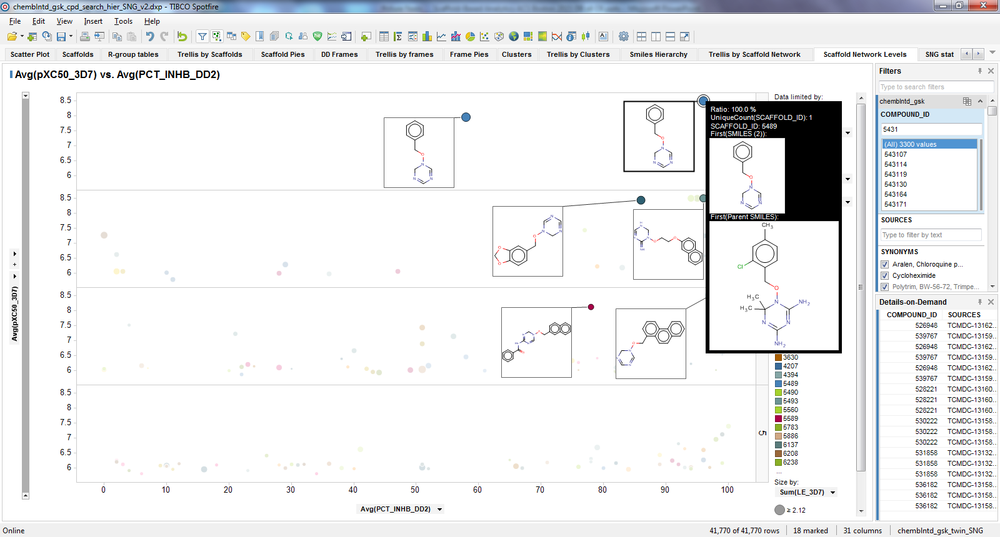 chemblntd_gsk_cpd_search_hier_SNG_v2.dxp - TIBCO Spotfire
File Edit View Insert Tools Help
Scatter Plot Scaffolds R-group tables Trellis by Scaffolds Scaffold Pies DD Frames Trellis by frames Frame Pies Clusters Trellis by Clusters Smiles Hierarchy Trellis by Scaffold Network Scaffold Network Levels SNG stat
Avg(pXC50_3D7) vs. Avg(PCT_INHB_DD2)
Avg(pXC50_3D7)
+
8.5
8
7.5
7
6.5
6
8.5
8
7.5
7
6.5
6
8.5
8
7.5
7
6.5
6
8.5
8
7.5
7
6.5
6
5
0 10 20 30 40 50 60 70 80 90 100
Avg(PCT_INHB_DD2)
Data limited by:
Ratio: 100.0 %
UniqueCount(SCAFFOLD_ID): 1
SCAFFOLD_ID: 5489
First(SMILES (2)):
First(Parent SMILES):
CH3
Cl
O
H3C
H3C
N
NH2
N
N
NH2
3630
4207
4394
5489
5490
5493
5560
5589
5783
5886
6137
6208
6238
...
Size by:
Sum(LE_3D7)
≥ 2.12
Filters
Type to search filters
chemblntd_gsk
COMPOUND_ID
5431
(All) 3300 values
543107
543114
543119
543130
543164
543171
SOURCES
Type to filter by text
SYNONYMS
Aralen, Chloroquine p...
Cycloheximide
Polytrim, BW-56-72, Trimpe...
Details-on-Demand
COMPOUND_ID SOURCES
526948 TCMDC-13162...
539767 TCMDC-13159...
526948 TCMDC-13162...
539767 TCMDC-13159...
526948 TCMDC-13162...
539767 TCMDC-13159...
528221 TCMDC-13160...
528221 TCMDC-13160...
528221 TCMDC-13160...
530222 TCMDC-13158...
530222 TCMDC-13158...
530222 TCMDC-13158...
531858 TCMDC-13132...
531858 TCMDC-13132...
531858 TCMDC-13132...
536182 TCMDC-13158...
536182 TCMDC-13158...
536182 TCMDC-13158...
Online
41,770 of 41,770 rows 18 marked 31 columns chemblntd_gsk_twin_SNG